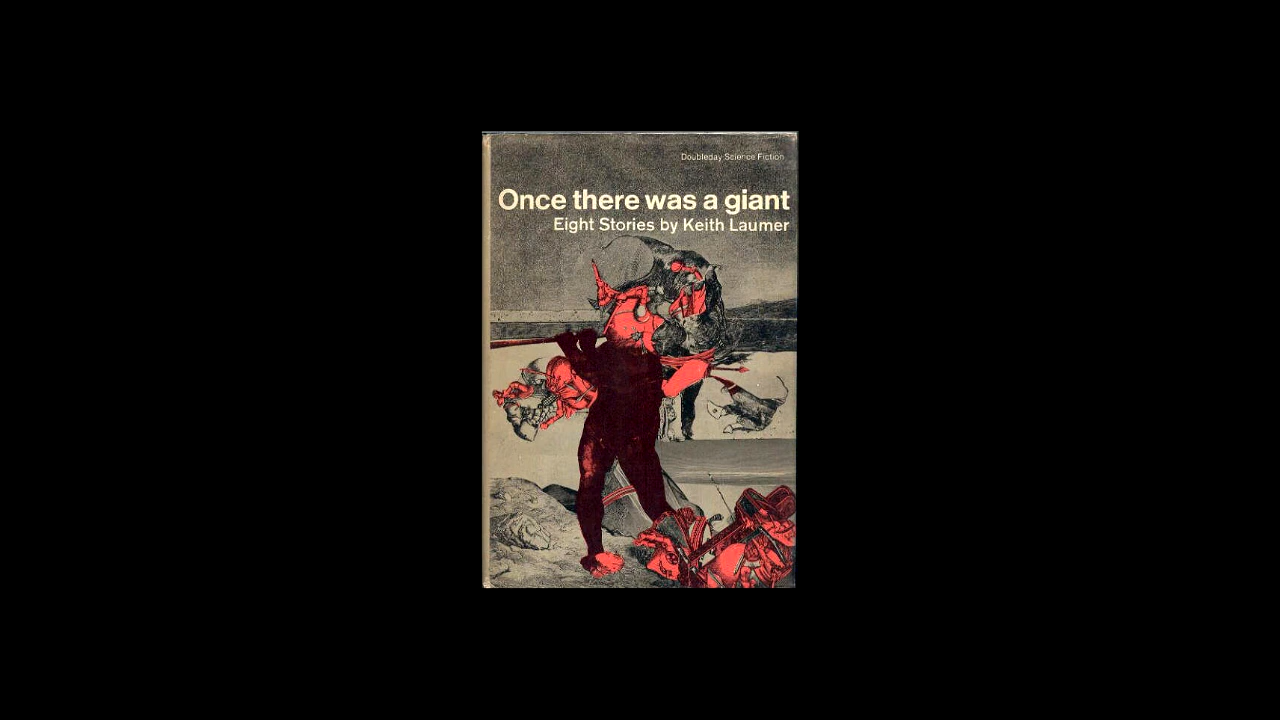 Doubleday Science Fiction
Once there was a giant
Eight Stories by Keith Laumer